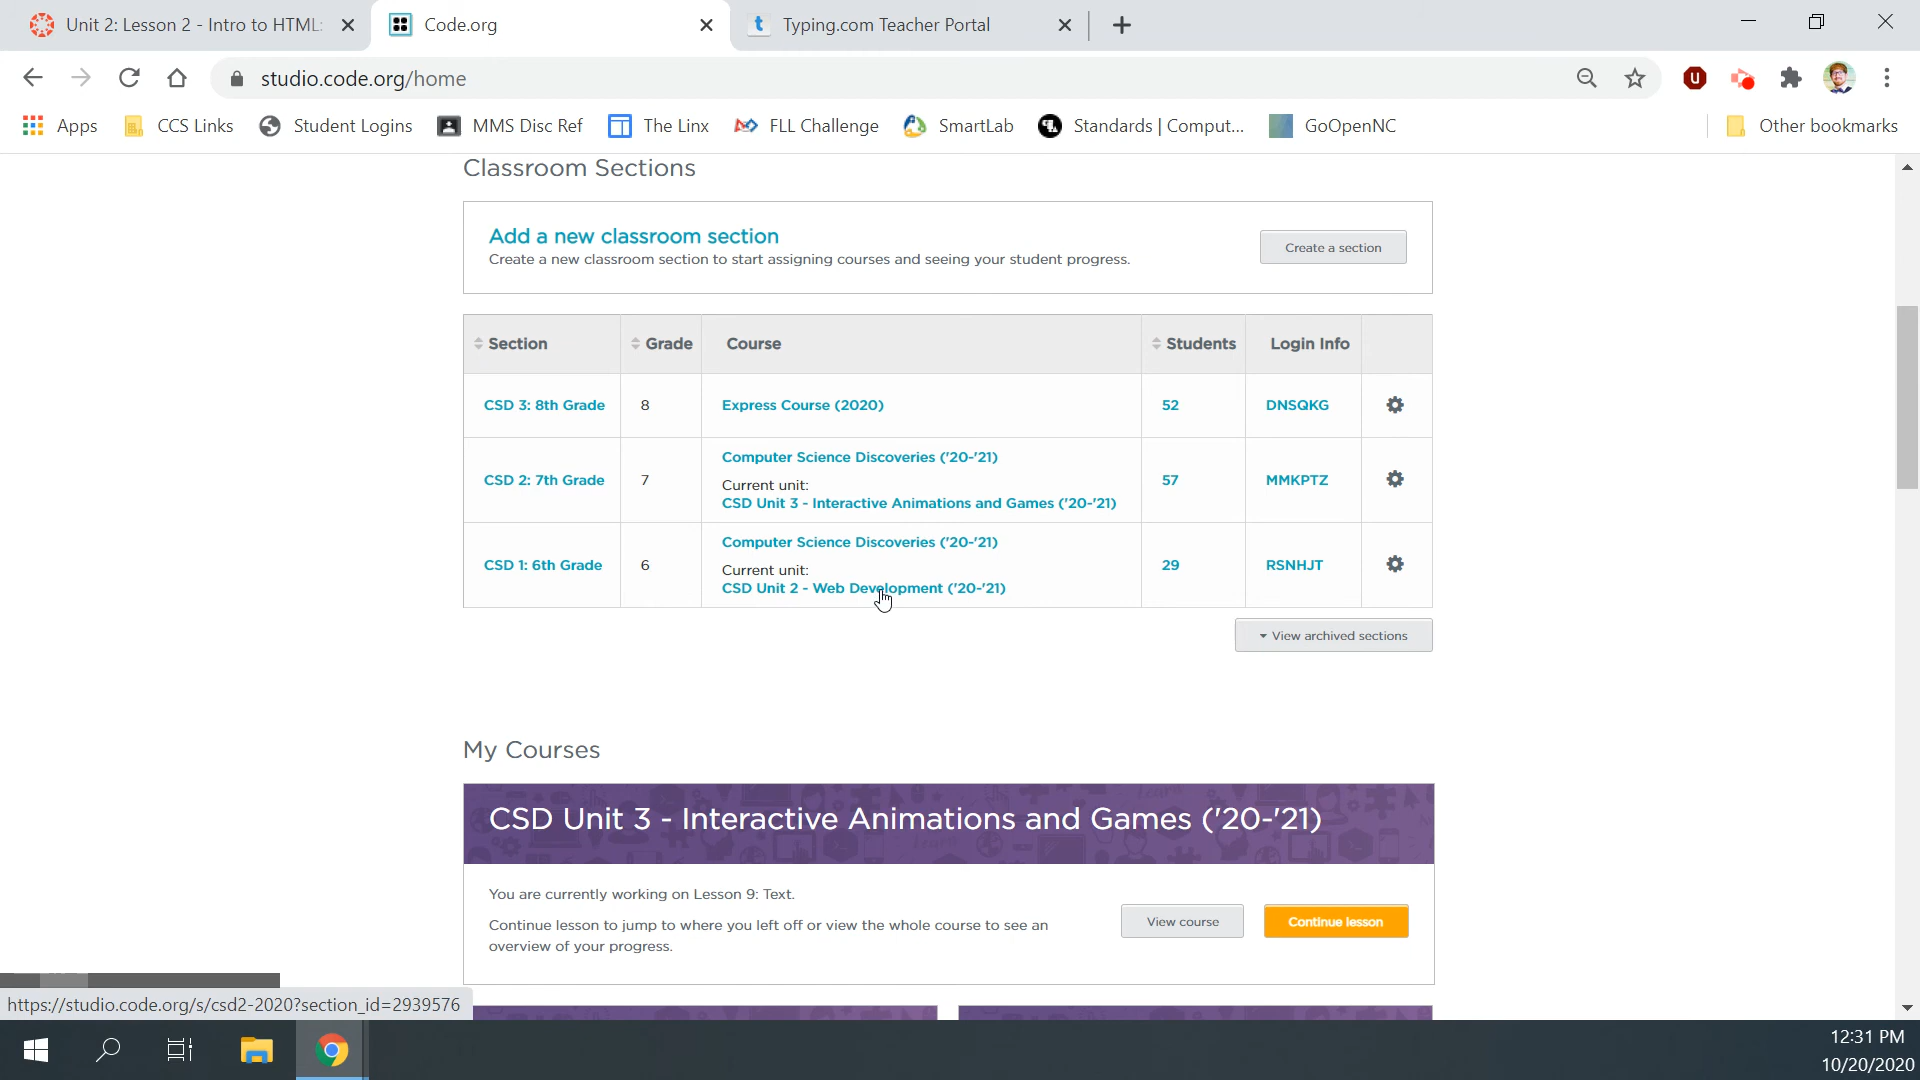 Unit 2: Lesson 2 - Intro to HTML:
Code.org
Typing.com Teacher Portal
studio.code.org/home
Apps
CCS Links
Student Logins
MMS Disc Ref
The Linx
FLL Challenge
SmartLab
Standards | Comput...
GoOpenNC
Other bookmarks
Classroom Sections
Add a new classroom section
Create a new classroom section to start assigning courses and seeing your student progress.
Create a section
Section Grade Course Students Login Info
CSD 3: 8th Grade 8 Express Course (2020) 52 DNSQKG
Computer Science Discoveries ('20-'21)
CSD 2: 7th Grade 7 Current unit: 57 MMKPTZ
CSD Unit 3 - Interactive Animations and Games ('20-'21)
Computer Science Discoveries ('20-'21)
CSD 1: 6th Grade 6 Current unit: 29 RSNHJT
CSD Unit 2 - Web Development ('20-'21)
View archived sections
My Courses
CSD Unit 3 - Interactive Animations and Games ('20-'21)
You are currently working on Lesson 9: Text.
Continue lesson to jump to where you left off or view the whole course to see an
overview of your progress.
View course
Continue lesson
https://studio.code.org/s/csd2-2020?section_id=2939576
12:31 PM
10/20/2020